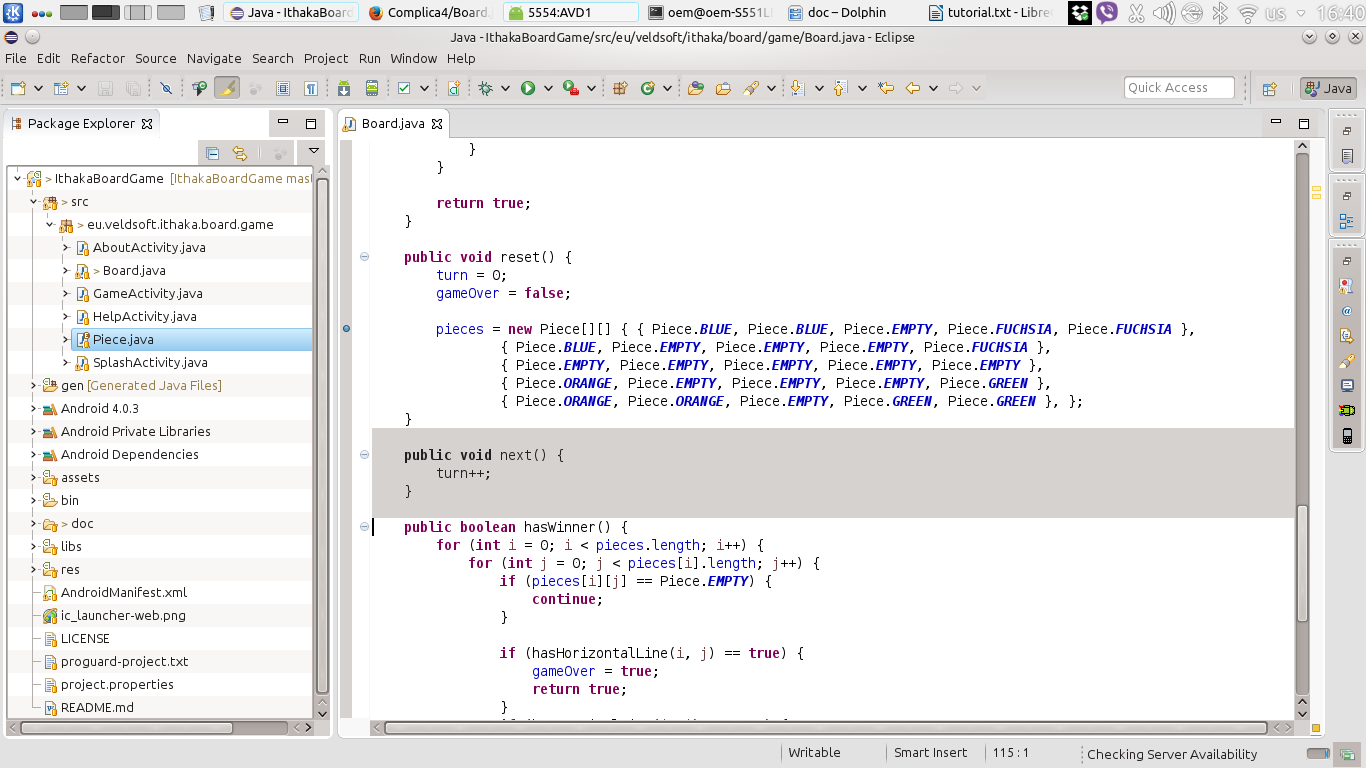 Java - IthakaBoard
Complica4/Board.
5554:AVD1
oem@oem-S551L
doc – Dolphin
tutorial.txt - Libre
us
16:40
Java - IthakaBoardGame/src/eu/veldsoft/ithaka/board/game/Board.java - Eclipse
File Edit Refactor Source Navigate Search Project Run Window Help
Quick Access
Java
Package Explorer
Board.java
> IthakaBoardGame [IthakaBoardGame mast
> src
> eu.veldsoft.ithaka.board.game
AboutActivity.java
> Board.java
GameActivity.java
HelpActivity.java
Piece.java
SplashActivity.java
gen [Generated Java Files]
Android 4.0.3
Android Private Libraries
Android Dependencies
assets
bin
> doc
libs
res
AndroidManifest.xml
ic_launcher-web.png
LICENSE
proguard-project.txt
project.properties
README.md
}
}
return true;
}
public void reset() {
turn = 0;
gameOver = false;
pieces = new Piece[][] { { Piece.BLUE, Piece.BLUE, Piece.EMPTY, Piece.FUCHSIA, Piece.FUCHSIA },
{ Piece.BLUE, Piece.EMPTY, Piece.EMPTY, Piece.EMPTY, Piece.FUCHSIA },
{ Piece.EMPTY, Piece.EMPTY, Piece.EMPTY, Piece.EMPTY, Piece.EMPTY },
{ Piece.ORANGE, Piece.EMPTY, Piece.EMPTY, Piece.EMPTY, Piece.GREEN },
{ Piece.ORANGE, Piece.ORANGE, Piece.EMPTY, Piece.GREEN, Piece.GREEN }, };
}
public void next() {
turn++;
}
public boolean hasWinner() {
for (int i = 0; i < pieces.length; i++) {
for (int j = 0; j < pieces[i].length; j++) {
if (pieces[i][j] == Piece.EMPTY) {
continue;
}
if (hasHorizontalLine(i, j) == true) {
gameOver = true;
return true;
}
Writable
Smart Insert
115 : 1
Checking Server Availability